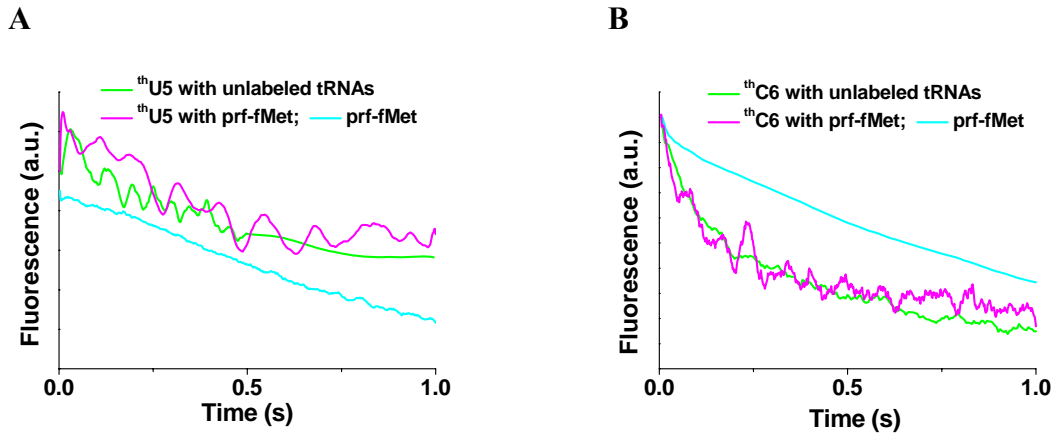 A
thU5 with unlabeled tRNAs
thU5 with prf-fMet; prf-fMet
Fluorescence (a.u.)
0.0 0.5 1.0
Time (s)
B
thC6 with unlabeled tRNAs
thC6 with prf-fMet; prf-fMet
Fluorescence (a.u.)
0.0 0.5 1.0
Time (s)